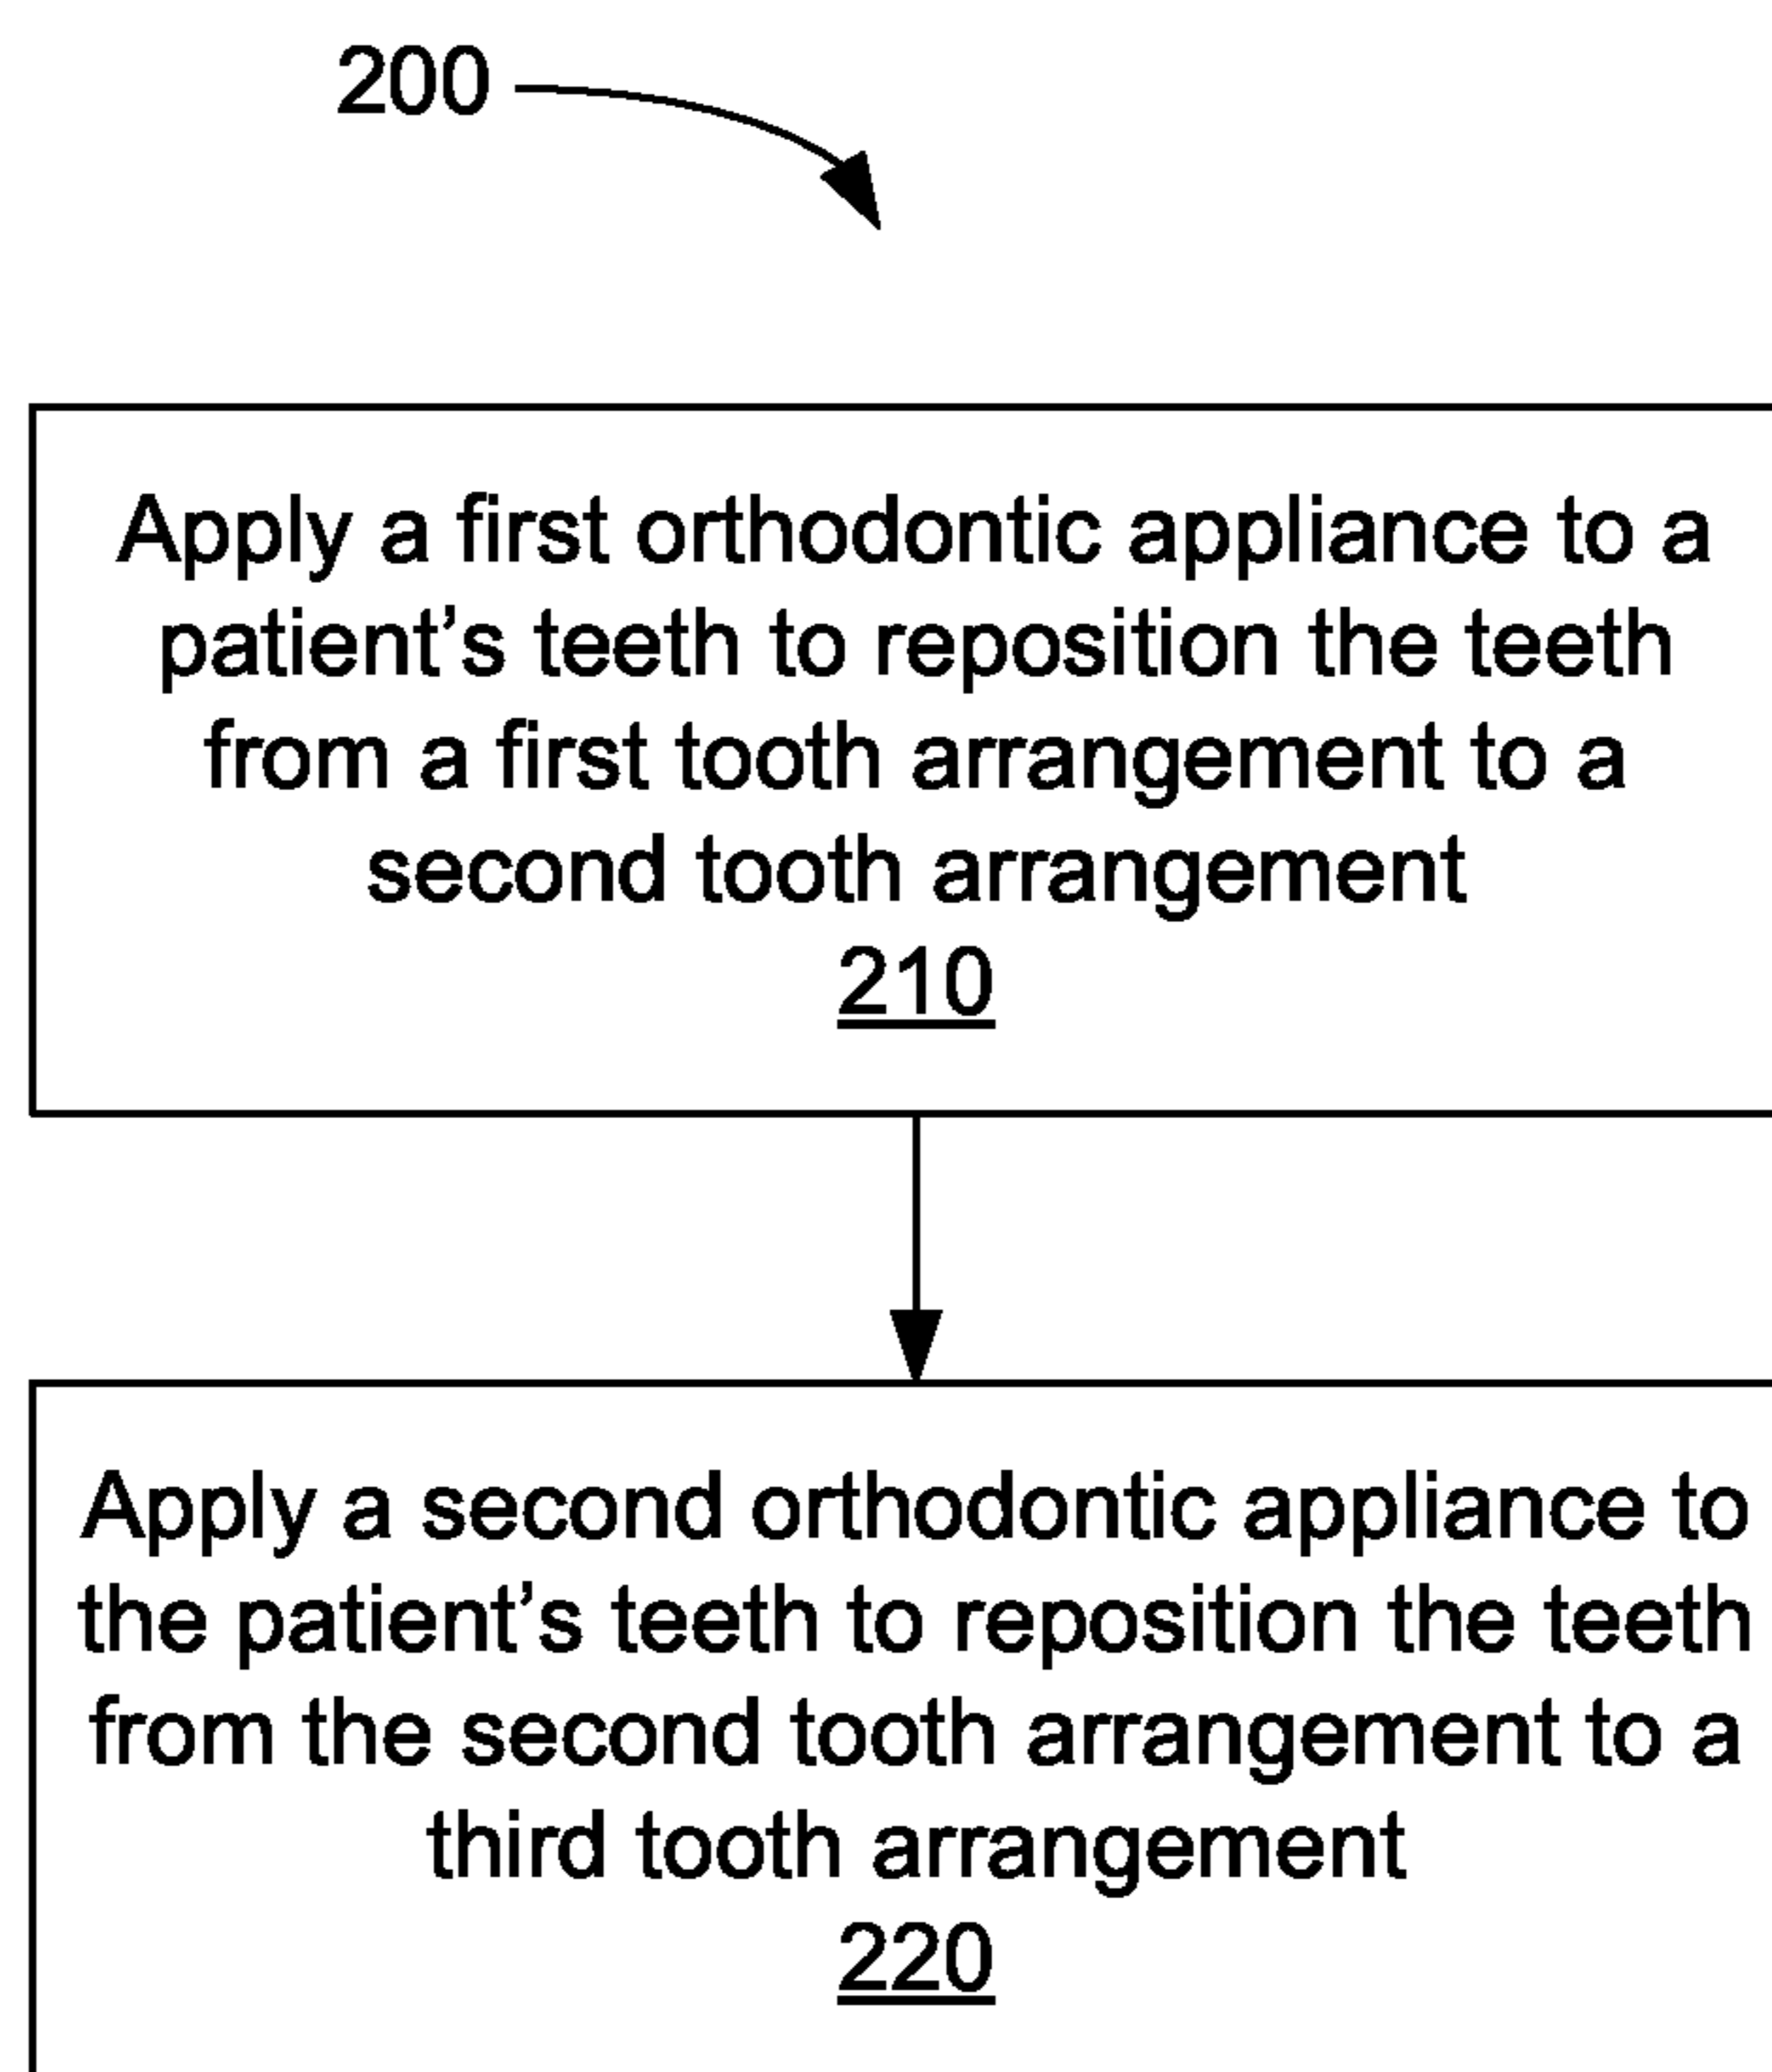 200
Apply a first orthodontic appliance to a
patient’s teeth to reposition the teeth
from a first tooth arrangement to a
second tooth arrangement
210
Apply a second orthodontic appliance to
the patient’s teeth to reposition the teeth
from the second tooth arrangement to a
third tooth arrangement
220